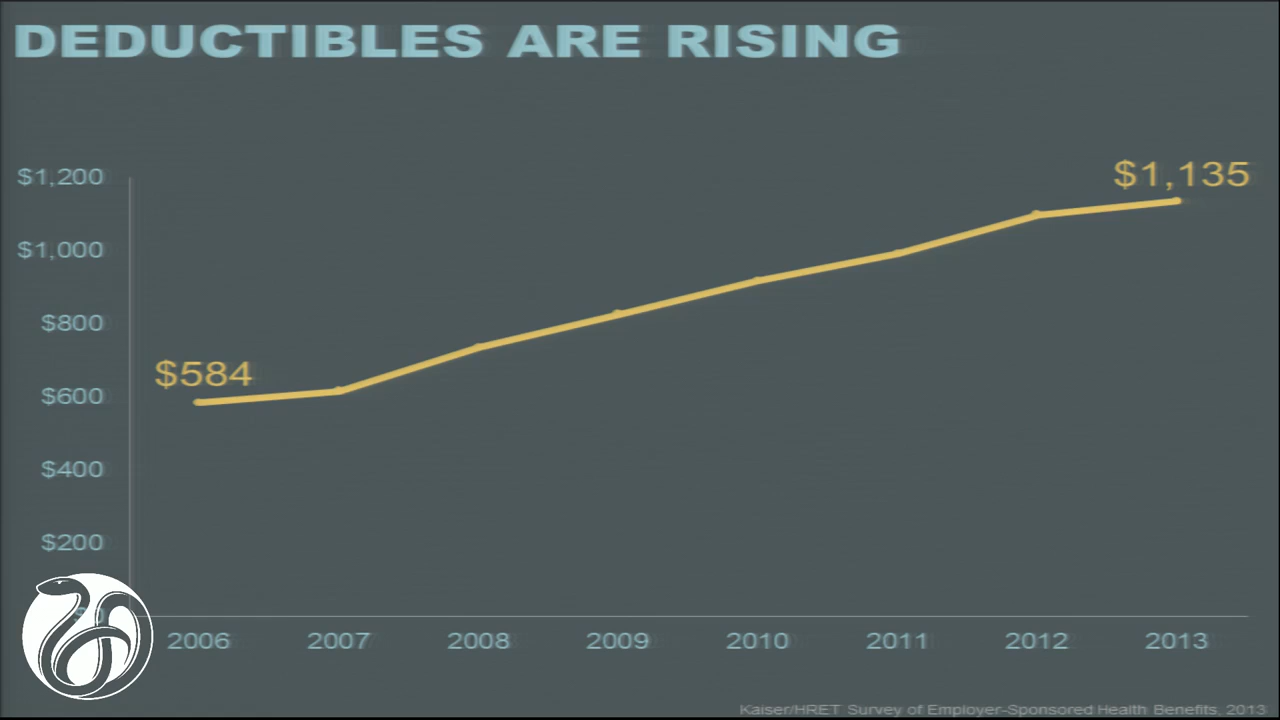 DEDUCTIBLES ARE RISING
$1,200
$1,135
$1,000
$800
$584
$600
$400
$200
2006 2007 2008 2009 2010 2011 2012 2013
Kaiser/HRET Survey of Employer-Sponsored Health Benefits, 2013